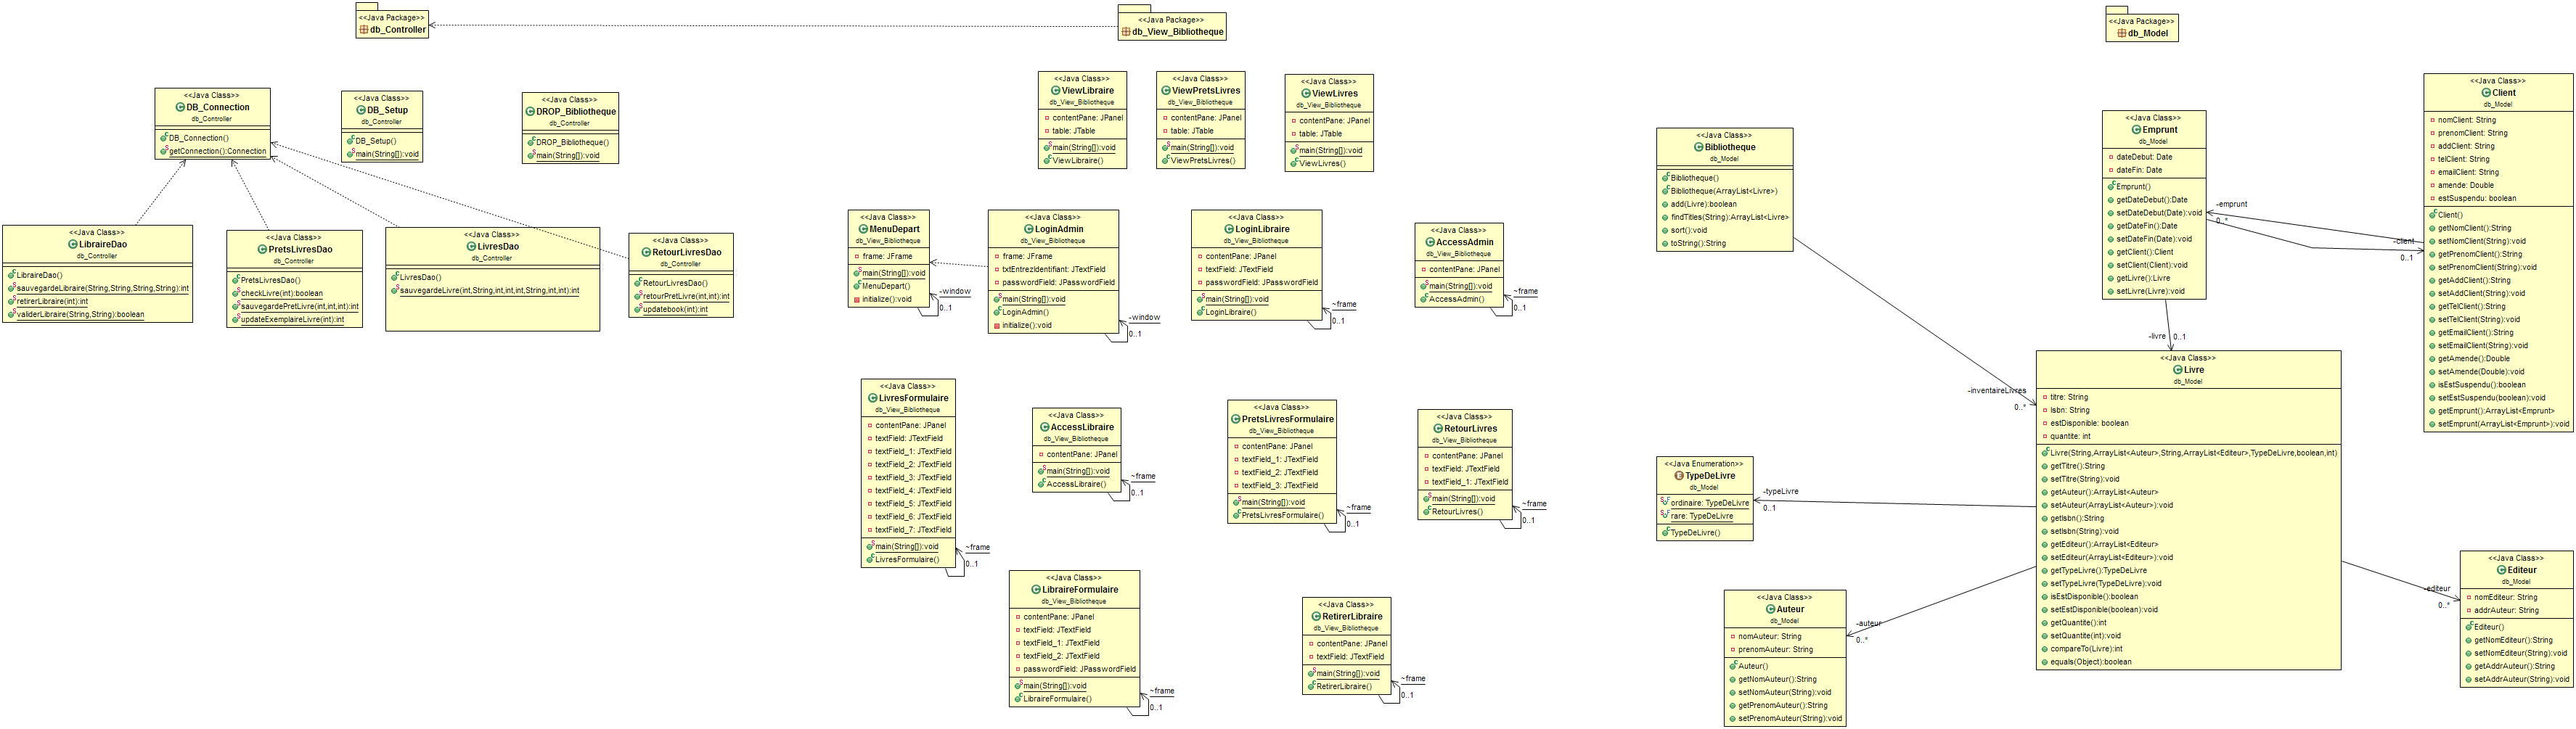 <<Java Package>>
db_Controller
<<Java Package>>
db_View_Bibliotheque
<<Java Package>>
db_Model
<<Java Class>>
DB_Connection
db_Controller
DB_Connection()
getConnection():Connection
<<Java Class>>
DB_Setup
db_Controller
DB_Setup()
main(String[]):void
<<Java Class>>
DROP_Bibliotheque
db_Controller
DROP_Bibliotheque()
main(String[]):void
<<Java Class>>
LibraireDao
db_Controller
LibraireDao()
sauvegardeLibraire(String,String,String,String):int
retirerLibraire(int):int
validerLibraire(String,String):boolean
<<Java Class>>
PretsLivresDao
db_Controller
PretsLivresDao()
checkLivre(int):boolean
sauvegardePretLivre(int,int,int):int
updateExemplaireLivre(int):int
<<Java Class>>
LivresDao
db_Controller
LivresDao()
sauvegardeLivre(int,String,int,int,int,String,int,int):int
<<Java Class>>
RetourLivresDao
db_Controller
RetourLivresDao()
retourPretLivre(int,int):int
updatebook(int):int
<<Java Class>>
ViewLibraire
db_View_Bibliotheque
contentPane: JPanel
table: JTable
main(String[]):void
ViewLibraire()
<<Java Class>>
ViewPretsLivres
db_View_Bibliotheque
contentPane: JPanel
table: JTable
main(String[]):void
ViewPretsLivres()
<<Java Class>>
ViewLivres
db_View_Bibliotheque
contentPane: JPanel
table: JTable
main(String[]):void
ViewLivres()
<<Java Class>>
MenuDepart
db_View_Bibliotheque
frame: JFrame
main(String[]):void
MenuDepart()
initialize():void
-window
0..1
<<Java Class>>
LoginAdmin
db_View_Bibliotheque
frame: JFrame
txtEntrezIdentifiant: JTextField
passwordField: JPasswordField
main(String[]):void
LoginAdmin()
initialize():void
-window
0..1
<<Java Class>>
LoginLibraire
db_View_Bibliotheque
contentPane: JPanel
textField: JTextField
passwordField: JPasswordField
main(String[]):void
LoginLibraire()
~frame
0..1
<<Java Class>>
AccessAdmin
db_View_Bibliotheque
contentPane: JPanel
main(String[]):void
AccessAdmin()
~frame
0..1
<<Java Class>>
LivresFormulaire
db_View_Bibliotheque
contentPane: JPanel
textField: JTextField
textField_1: JTextField
textField_2: JTextField
textField_3: JTextField
textField_4: JTextField
textField_5: JTextField
textField_6: JTextField
textField_7: JTextField
main(String[]):void
LivresFormulaire()
~frame
0..1
<<Java Class>>
AccessLibraire
db_View_Bibliotheque
contentPane: JPanel
main(String[]):void
AccessLibraire()
~frame
0..1
<<Java Class>>
PretsLivresFormulaire
db_View_Bibliotheque
contentPane: JPanel
textField_1: JTextField
textField_2: JTextField
textField_3: JTextField
main(String[]):void
PretsLivresFormulaire()
~frame
0..1
<<Java Class>>
RetourLivres
db_View_Bibliotheque
contentPane: JPanel
textField: JTextField
textField_1: JTextField
main(String[]):void
RetourLivres()
~frame
0..1
<<Java Class>>
LibraireFormulaire
db_View_Bibliotheque
contentPane: JPanel
textField: JTextField
textField_1: JTextField
textField_2: JTextField
passwordField: JPasswordField
main(String[]):void
LibraireFormulaire()
~frame
0..1
<<Java Class>>
RetirerLibraire
db_View_Bibliotheque
contentPane: JPanel
textField: JTextField
main(String[]):void
RetirerLibraire()
~frame
0..1
<<Java Class>>
Bibliotheque
db_Model
Bibliotheque()
Bibliotheque(ArrayList<Livre>)
add(Livre):boolean
findTitles(String):ArrayList<Livre>
sort():void
toString():String
-inventaireLivres
0..*
<<Java Class>>
Emprunt
db_Model
dateDebut: Date
dateFin: Date
Emprunt()
getDateDebut():Date
setDateDebut(Date):void
getDateFin():Date
setDateFin(Date):void
getClient():Client
setClient(Client):void
getLivre():Livre
setLivre(Livre):void
-emprunt
0..*
-client
0..1
-livre
0..1
<<Java Class>>
Client
db_Model
nomClient: String
prenomClient: String
addClient: String
telClient: String
emailClient: String
amende: Double
estSuspendu: boolean
Client()
getNomClient():String
setNomClient(String):void
getPrenomClient():String
setPrenomClient(String):void
getAddClient():String
setAddClient(String):void
getTelClient():String
setTelClient(String):void
getEmailClient():String
setEmailClient(String):void
getAmende():Double
setAmende(Double):void
isEstSuspendu():boolean
setEstSuspendu(boolean):void
getEmprunt():ArrayList<Emprunt>
setEmprunt(ArrayList<Emprunt>):void
<<Java Class>>
Livre
db_Model
titre: String
isbn: String
estDisponible: boolean
quantite: int
Livre(String,ArrayList<Auteur>,String,ArrayList<Editeur>,TypeDeLivre,boolean,int)
getTitre():String
setTitre(String):void
getAuteur():ArrayList<Auteur>
setAuteur(ArrayList<Auteur>):void
getIsbn():String
setIsbn(String):void
getEditeur():ArrayList<Editeur>
setEditeur(ArrayList<Editeur>):void
getTypeLivre():TypeDeLivre
setTypeLivre(TypeDeLivre):void
isEstDisponible():boolean
setEstDisponible(boolean):void
getQuantite():int
setQuantite(int):void
compareTo(Livre):int
equals(Object):boolean
<<Java Enumeration>>
TypeDeLivre
db_Model
ordinaire: TypeDeLivre
rare: TypeDeLivre
TypeDeLivre()
-typeLivre
0..1
<<Java Class>>
Auteur
db_Model
nomAuteur: String
prenomAuteur: String
Auteur()
getNomAuteur():String
setNomAuteur(String):void
getPrenomAuteur():String
setPrenomAuteur(String):void
-auteur
0..*
-editeur
0..*
<<Java Class>>
Editeur
db_Model
nomEditeur: String
addrAuteur: String
Editeur()
getNomEditeur():String
setNomEditeur(String):void
getAddrAuteur():String
setAddrAuteur(String):void